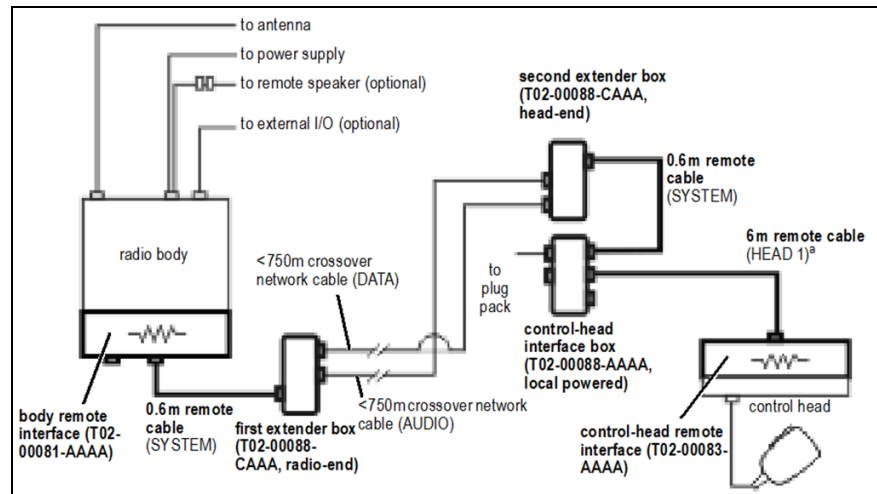 to antenna
to power supply
to remote speaker (optional)
to external I/O (optional)
radio body
body remote
interface (T02-
00081-AAAA)
0.6m remote
cable
(SYSTEM)
<750m crossover
network cable (DATA)
first extender box
(T02-00088-
CAAA, radio-end)
<750m crossover network
cable (AUDIO)
second extender box
(T02-00088-CAAA,
head-end)
0.6m remote
cable
(SYSTEM)
to
plug
pack
control-head
interface box
(T02-00088-AAAA,
local powered)
6m remote cable
(HEAD 1)ª
control head
control-head remote
interface (T02-00083-
AAAA)